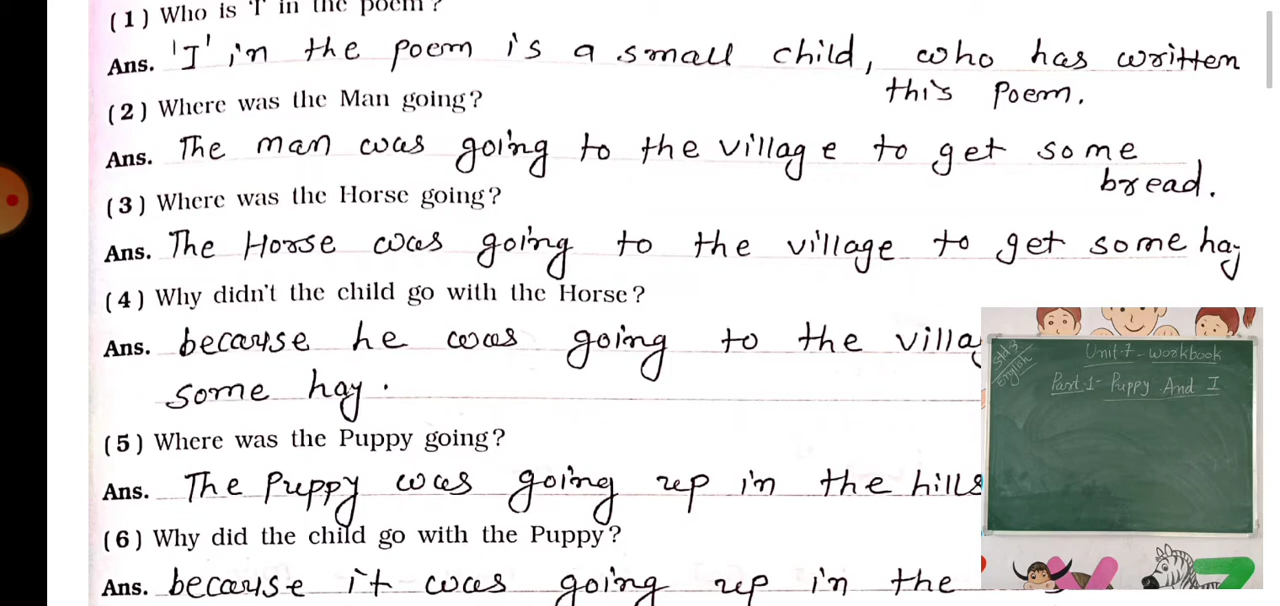 (1) Who is 'I' in the poem?
Ans. 'I' in the poem is a small child, who has written
this poem.
(2) Where was the Man going?
Ans. The man was going to the village to get some
bread.
(3) Where was the Horse going?
Ans. The Horse was going to the village to get some hay
(4) Why didn't the child go with the Horse?
Ans. because he was going to the villa
some hay.
(5) Where was the Puppy going?
Ans. The Puppy was going up in the hills
(6) Why did the child go with the Puppy?
Ans. because it was going up in the
Std 3
English
Unit-7 - Workbook
Part-1- Puppy And I